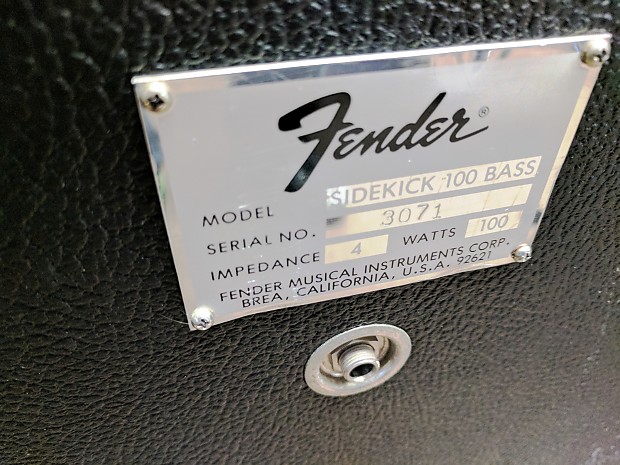 Fender®
MODEL SIDEKICK 100 BASS
SERIAL NO. 3071
IMPEDANCE 4 WATTS 100
FENDER MUSICAL INSTRUMENTS CORP.
BREA, CALIFORNIA, U.S.A. 92621